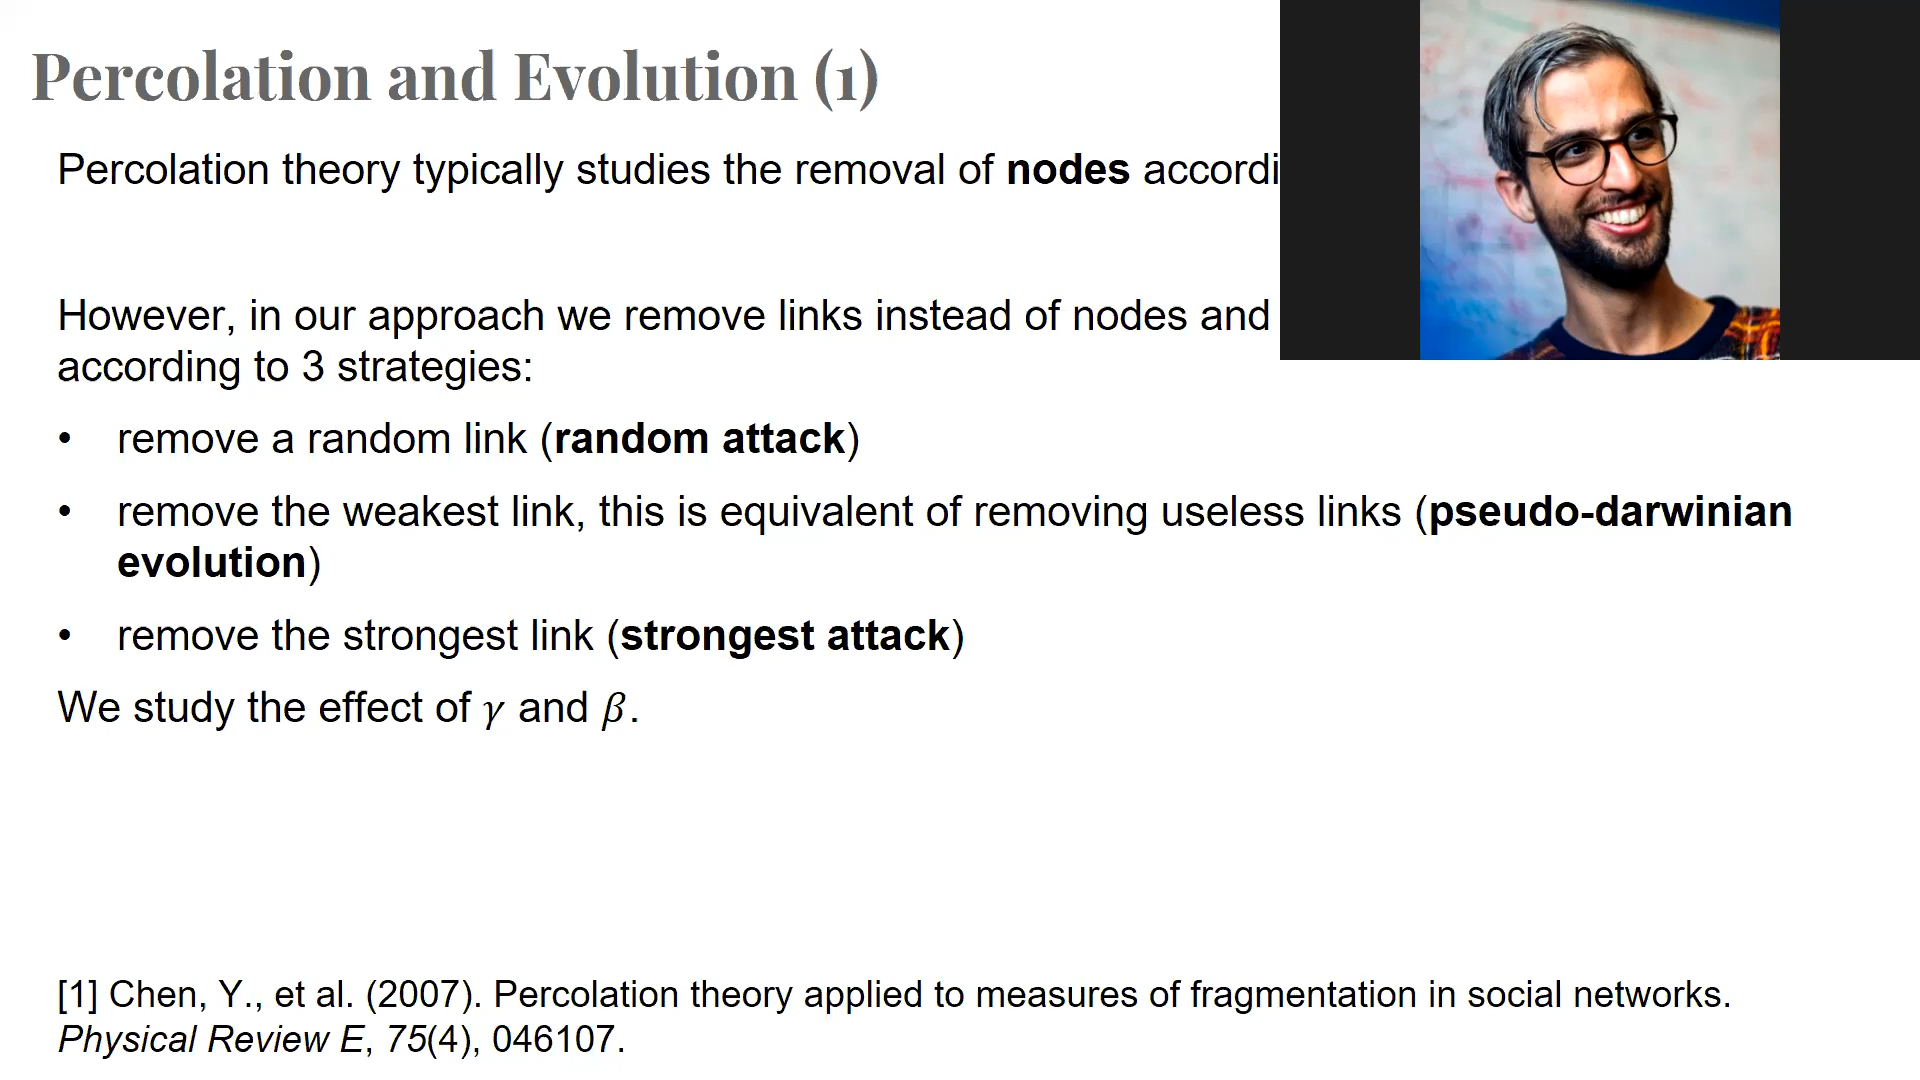 Percolation and Evolution (1)
Percolation theory typically studies the removal of nodes accordi
However, in our approach we remove links instead of nodes and
according to 3 strategies:
• remove a random link (random attack)
• remove the weakest link, this is equivalent of removing useless links (pseudo-darwinian
evolution)
• remove the strongest link (strongest attack)
We study the effect of γ and β.
[1] Chen, Y., et al. (2007). Percolation theory applied to measures of fragmentation in social networks.
Physical Review E, 75(4), 046107.